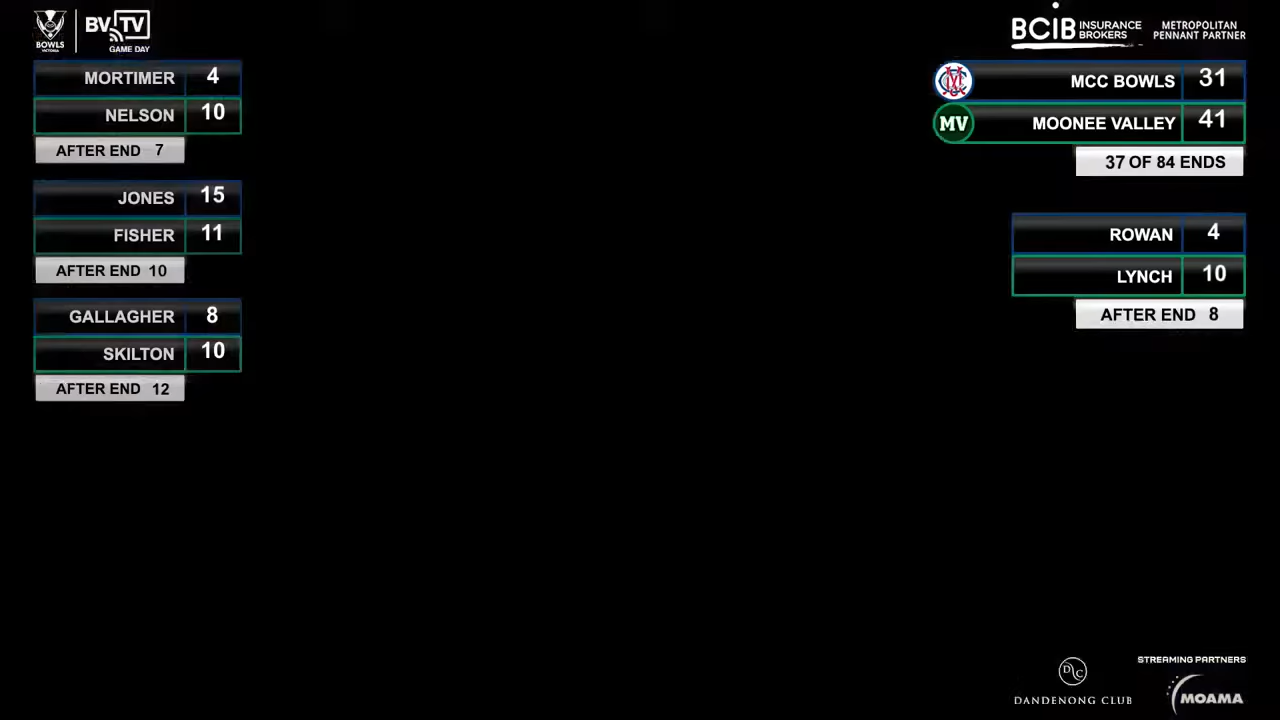 BOWLS
VICTORIA
BV TV
GAME DAY
BCIB INSURANCE BROKERS
METROPOLITAN
PENNANT PARTNER
MORTIMER 4
NELSON 10
AFTER END 7
JONES 15
FISHER 11
AFTER END 10
GALLAGHER 8
SKILTON 10
AFTER END 12
MCC BOWLS 31
MV MOONEE VALLEY 41
37 OF 84 ENDS
ROWAN 4
LYNCH 10
AFTER END 8
STREAMING PARTNERS
D C
DANDENONG CLUB
MOAMA